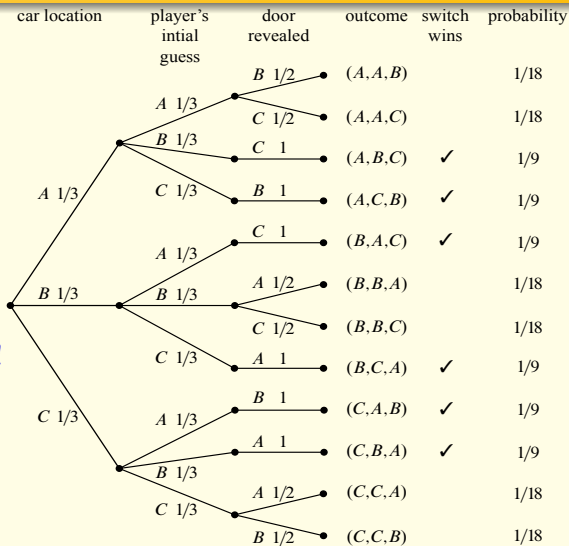 car location player's intial guess door revealed outcome switch wins probability
B 1/2 (A,A,B) 1/18
A 1/3
C 1/2 (A,A,C) 1/18
B 1/3 C 1 (A,B,C) ✓ 1/9
C 1/3 B 1 (A,C,B) ✓ 1/9
A 1/3
C 1 (B,A,C) ✓ 1/9
A 1/3
A 1/2 (B,B,A) 1/18
B 1/3 B 1/3
C 1/2 (B,B,C) 1/18
C 1/3 A 1 (B,C,A) ✓ 1/9
B 1 (C,A,B) ✓ 1/9
C 1/3 A 1/3
A 1 (C,B,A) ✓ 1/9
B 1/3
A 1/2 (C,C,A) 1/18
C 1/3
B 1/2 (C,C,B) 1/18